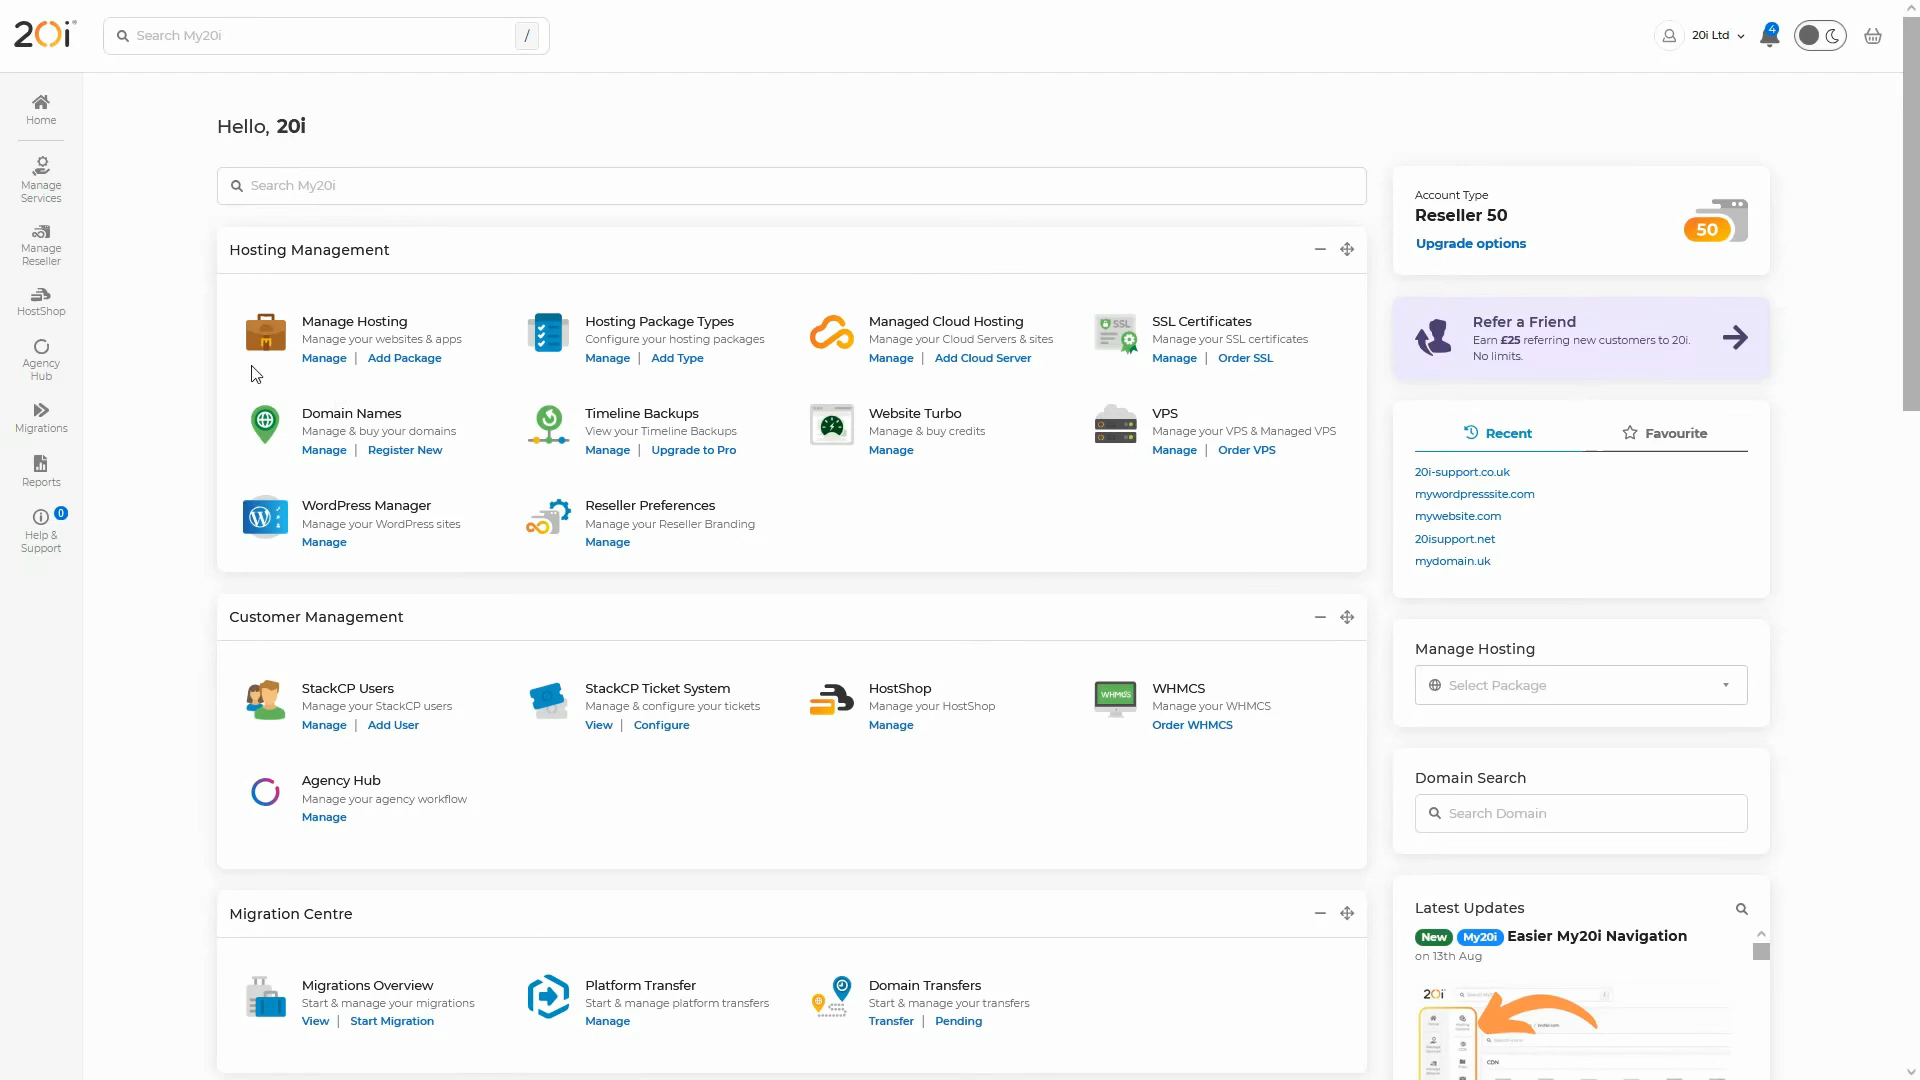 20i
Search My20i
/
20i Ltd
4
Home
Manage
Services
Manage
Reseller
HostShop
Agency
Hub
Migrations
Reports
0
Help &
Support
Hello, 20i
Search My20i
Hosting Management
Manage Hosting
Manage your websites & apps
Manage | Add Package
Hosting Package Types
Configure your hosting packages
Manage | Add Type
Managed Cloud Hosting
Manage your Cloud Servers & sites
Manage | Add Cloud Server
SSL
SSL Certificates
Manage your SSL certificates
Manage | Order SSL
Domain Names
Manage & buy your domains
Manage | Register New
Timeline Backups
View your Timeline Backups
Manage | Upgrade to Pro
Website Turbo
Manage & buy credits
Manage
VPS
Manage your VPS & Managed VPS
Manage | Order VPS
WordPress Manager
Manage your WordPress sites
Manage
Reseller Preferences
Manage your Reseller Branding
Manage
Customer Management
StackCP Users
Manage your StackCP users
Manage | Add User
StackCP Ticket System
Manage & configure your tickets
View | Configure
HostShop
Manage your HostShop
Manage
WHMCS
WHMCS
Manage your WHMCS
Order WHMCS
Agency Hub
Manage your agency workflow
Manage
Migration Centre
Migrations Overview
Start & manage your migrations
View | Start Migration
Platform Transfer
Start & manage platform transfers
Manage
Domain Transfers
Start & manage your transfers
Transfer | Pending
Account Type
Reseller 50
Upgrade options
50
Refer a Friend
Earn £25 referring new customers to 20i.
No limits.
Recent
Favourite
20i-support.co.uk
mywordpresssite.com
mywebsite.com
20isupport.net
mydomain.uk
Manage Hosting
Select Package
Domain Search
Search Domain
Latest Updates
New My20i Easier My20i Navigation
on 13th Aug
20i
CDN